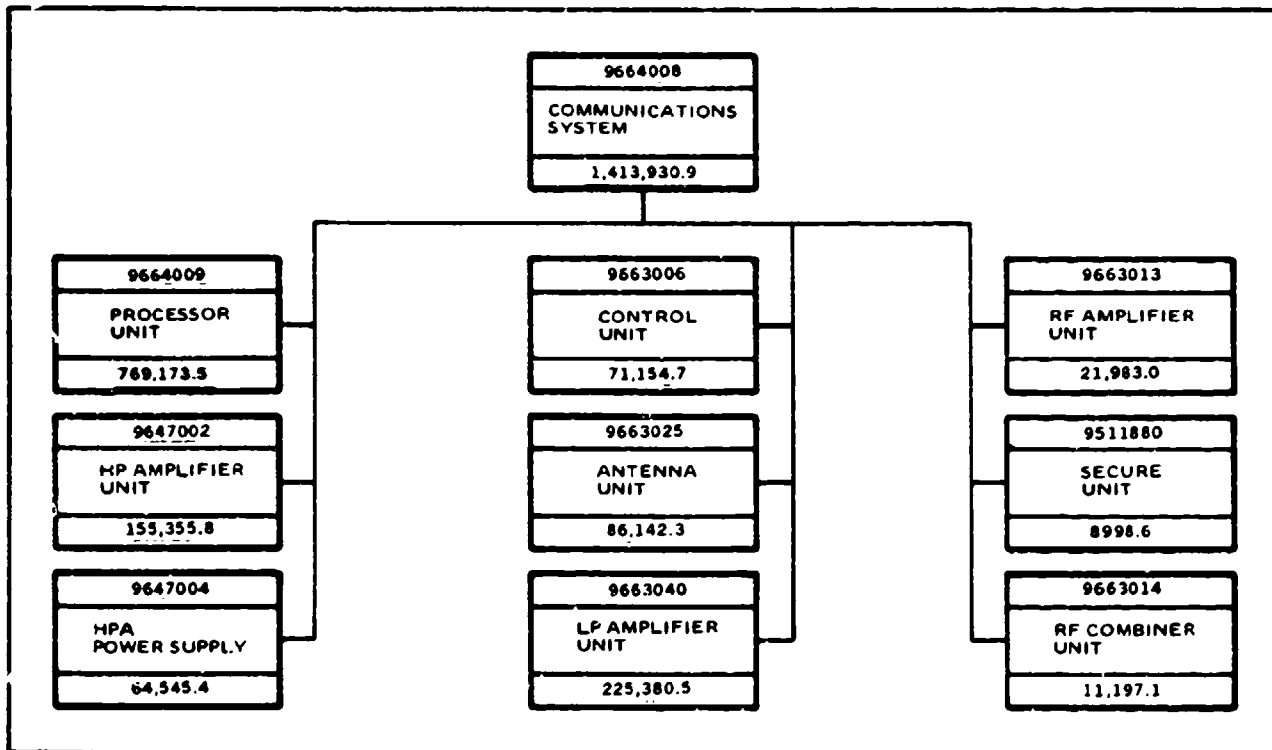 9664008
COMMUNICATIONS
SYSTEM
1,413,930.9
9664009
PROCESSOR
UNIT
769,173.5
9647002
HP AMPLIFIER
UNIT
155,355.8
9647004
HPA
POWER SUPPLY
64,545.4
9663006
CONTROL
UNIT
71,154.7
9663025
ANTENNA
UNIT
86,142.3
9663040
LP AMPLIFIER
UNIT
225,380.5
9663013
RF AMPLIFIER
UNIT
21,983.0
9511880
SECURE
UNIT
8998.6
9663014
RF COMBINER
UNIT
11,197.1